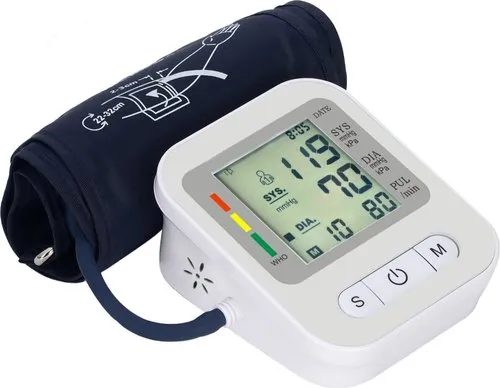 22-32cm
8:05
DATE
119
SYS
mmHg
kPa
SYS.
mmHg
70
DIA
mmHg
kPa
DIA.
M
10
80
PUL
/min
WHO
S
M